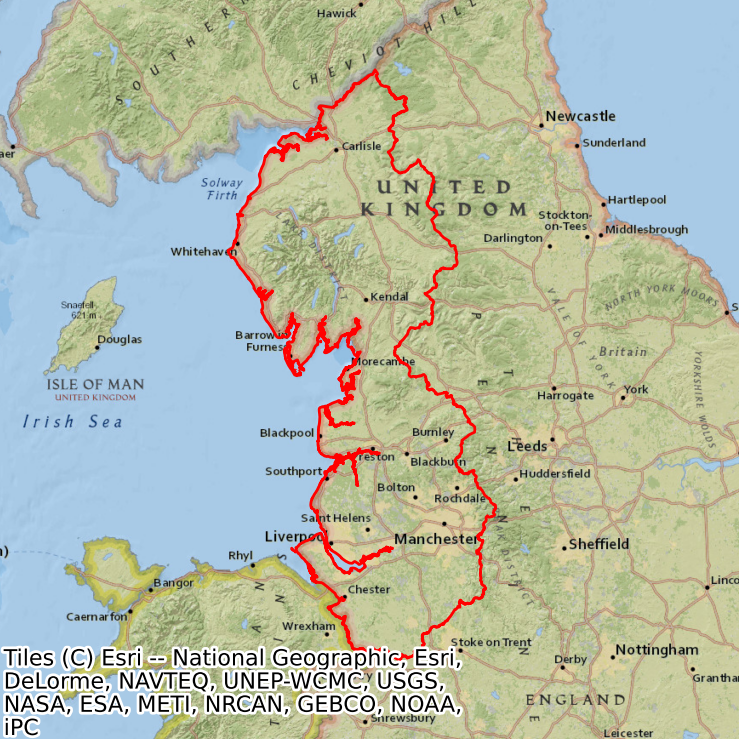 Hawick
CHEVIOT HILL
SOUTHER
Newcastle
Sunderland
Carlisle
Solway
Firth
UNITED
KINGDOM
Hartlepool
Stockton-
on-Tees
Middlesbrough
Darlington
Whitehaven
LAKE DISTRICT
Kendal
NORTH YORK MOORS
Snaefell
621 m
Douglas
Barrow in
Furness
VALE OF YORK
Britain
Morecambe
ISLE OF MAN
UNITED KINGDOM
Harrogate
York
YORKSHIRE WOLDS
Irish Sea
Blackpool
Burnley
Leeds
Preston
Blackburn
Southport
Huddersfield
Bolton
Rochdale
Saint Helens
Liverpool
Manchester
Sheffield
Rhyl
Bangor
Chester
Caernarfon
Wrexham
Stoke on Trent
Nottingham
Derby
ENGLAND
Shrewsbury
Leicester
Tiles (C) Esri -- National Geographic, Esri,
DeLorme, NAVTEQ, UNEP-WCMC, USGS,
NASA, ESA, METI, NRCAN, GEBCO, NOAA,
iPC